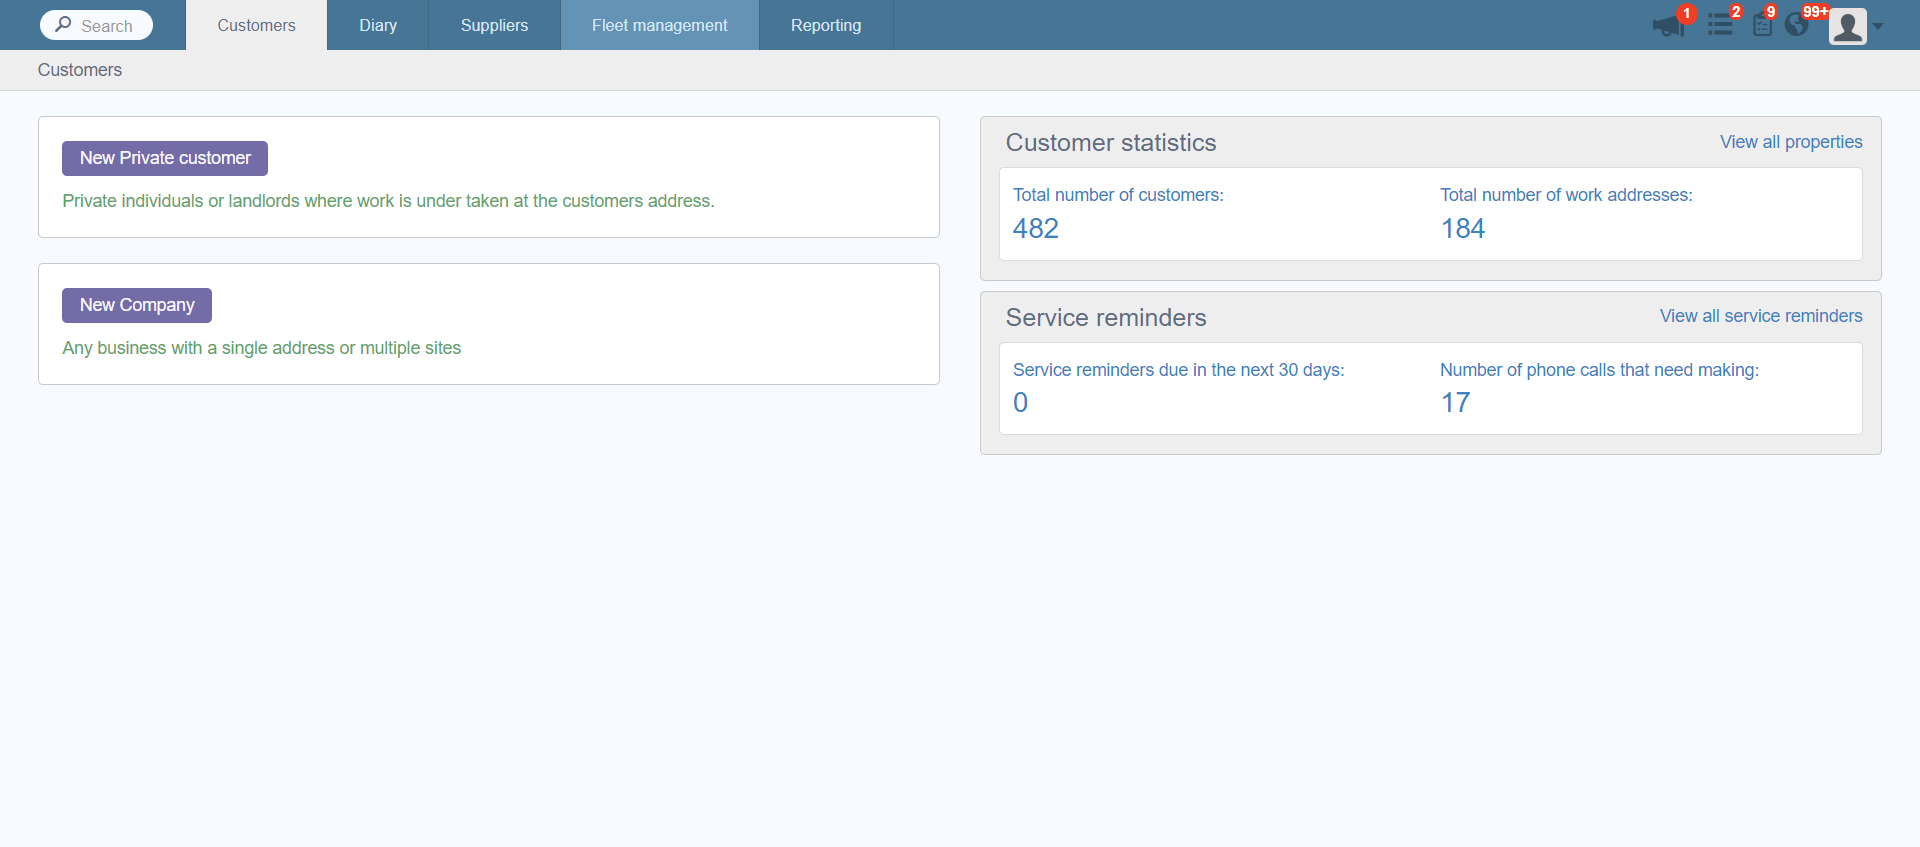 Search
Customers
Diary
Suppliers
Fleet management
Reporting
1
2
9
99+
Customers
New Private customer
Private individuals or landlords where work is under taken at the customers address.
New Company
Any business with a single address or multiple sites
Customer statistics
View all properties
Total number of customers:
482
Total number of work addresses:
184
Service reminders
View all service reminders
Service reminders due in the next 30 days:
0
Number of phone calls that need making:
17